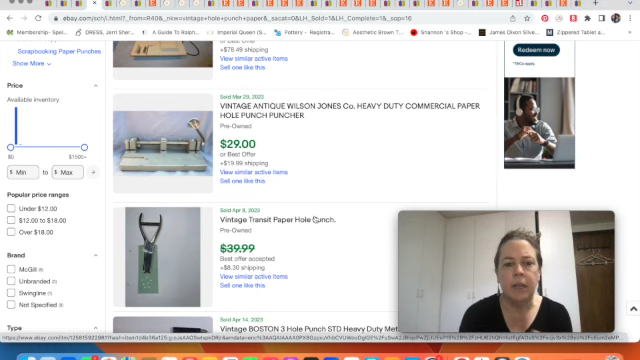 ebay.com/sch/i.html?_from=R40&_nkw=vintage+hole+punch+paper&_sacat=0&LH_Sold=1&LH_Complete=1&_sop=16
Membership- Spel...
DRESS, Jerri Sher...
A Guide To Ralph...
Imperial Queen (S...
Pottery - Registra...
Aesthetic Brown T...
Shannon 's Shop -...
James Dixon Silve...
Zippered Tablet a...
Scrapbooking Paper Punches
Show More
Price
Available inventory
$0
$1500+
$ Min
to
$ Max
Popular price ranges
Under $12.00
$12.00 to $18.00
Over $18.00
Brand
McGill
Unbranded
Swingline
Not Specified
Type
or Best Offer
+$78.49 shipping
View similar active items
Sell one like this
Sold Mar 29, 2023
VINTAGE ANTIQUE WILSON JONES Co. HEAVY DUTY COMMERCIAL PAPER
HOLE PUNCH PUNCHER
Pre-Owned
$29.00
or Best Offer
+$19.99 shipping
View similar active items
Sell one like this
Sold Apr 8, 2023
Vintage Transit Paper Hole Punch.
Pre-Owned
$39.99
Best offer accepted
+$8.30 shipping
View similar active items
Sell one like this
Sold Apr 14, 2023
Vintage BOSTON 3 Hole Punch STD Heavy Duty Met
Redeem now